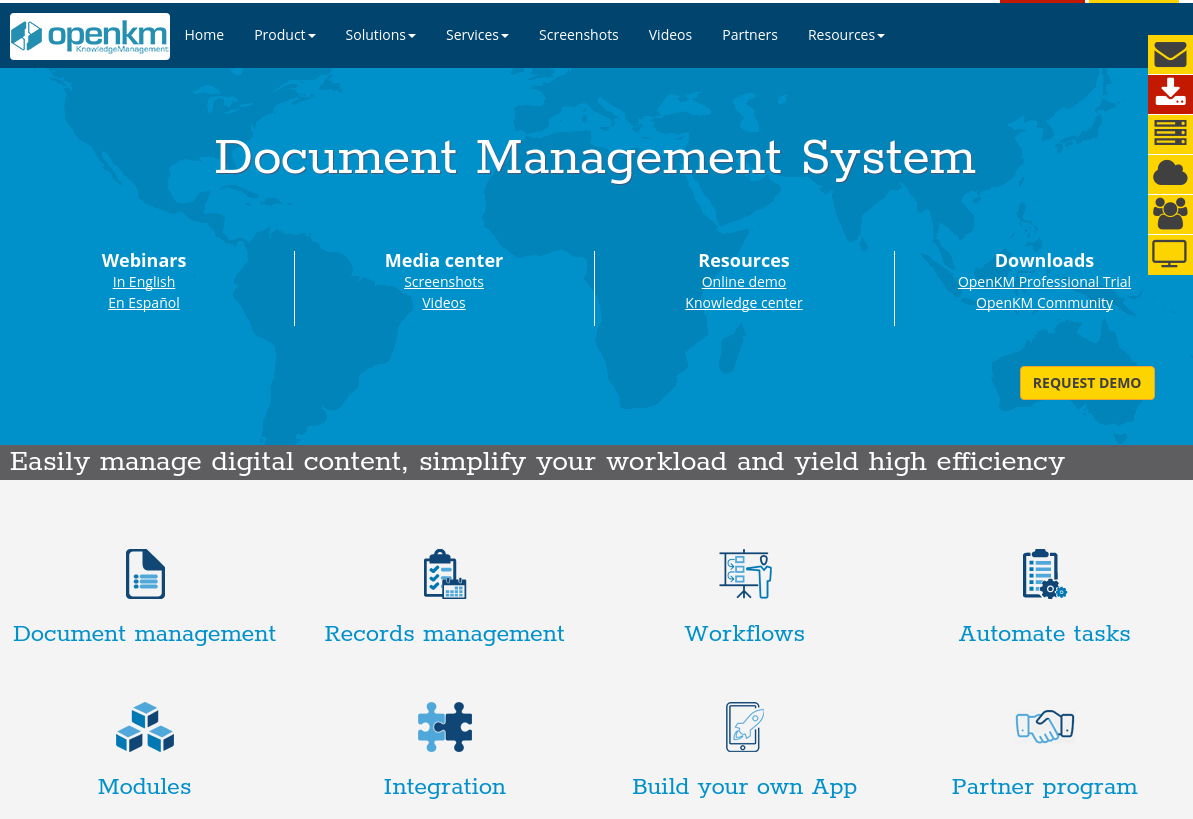 openkm
KnowledgeManagement
Home
Product
Solutions
Services
Screenshots
Videos
Partners
Resources
Document Management System
Webinars
In English
En Español
Media center
Screenshots
Videos
Resources
Online demo
Knowledge center
Downloads
OpenKM Professional Trial
OpenKM Community
REQUEST DEMO
Easily manage digital content, simplify your workload and yield high efficiency
Document management
Records management
Workflows
Automate tasks
Modules
Integration
Build your own App
Partner program